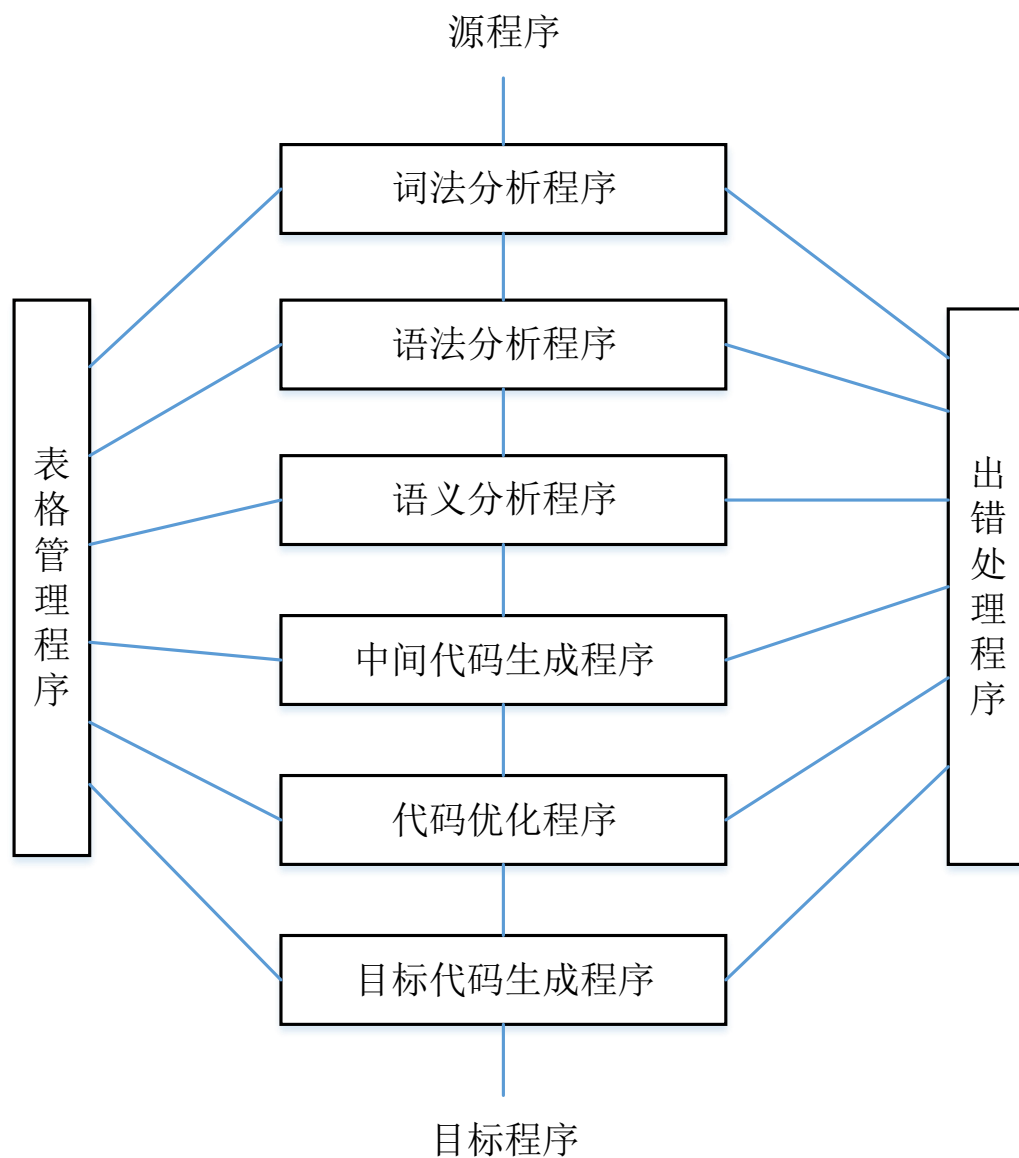 源程序
词法分析程序
语法分析程序
表格管理程序
语义分析程序
出错处理程序
中间代码生成程序
代码优化程序
目标代码生成程序
目标程序